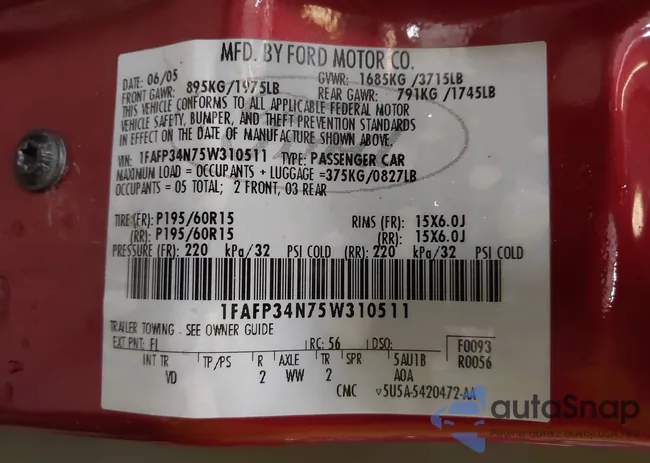 MFD. BY FORD MOTOR CO.
DATE: 06/05 GVWR: 1685KG /3715LB
FRONT GAWR: 895KG/1975LB REAR GAWR: 791KG/1745LB
THIS VEHICLE CONFORMS TO ALL APPLICABLE FEDERAL MOTOR
VEHICLE SAFETY, BUMPER, AND THEFT PREVENTION STANDARDS
IN EFFECT ON THE DATE OF MANUFACTURE SHOWN ABOVE.
VIN: 1FAFP34N75W310511 TYPE: PASSENGER CAR
MAXIMUM LOAD = OCCUPANTS + LUGGAGE =375KG/0827LB
OCCUPANTS = 05 TOTAL; 2 FRONT, 03 REAR
TIRE (FR): P195/60R15 RIMS (FR): 15X6.0J
(RR): P195/60R15 (RR): 15X6.0J
PRESSURE (FR): 220 kPa/32 PSI COLD (RR): 220 kPa/32 PSI COLD
1FAFP34N75W310511
TRAILER TOWING - SEE OWNER GUIDE
EXT PNT: FI RC: 56 DSO: F0093
INT TR TP/PS R AXLE TR SPR 5AU1B R0056
VD 2 WW 2 A0A
CMC 5U5A-5420472-AA
autoSnap